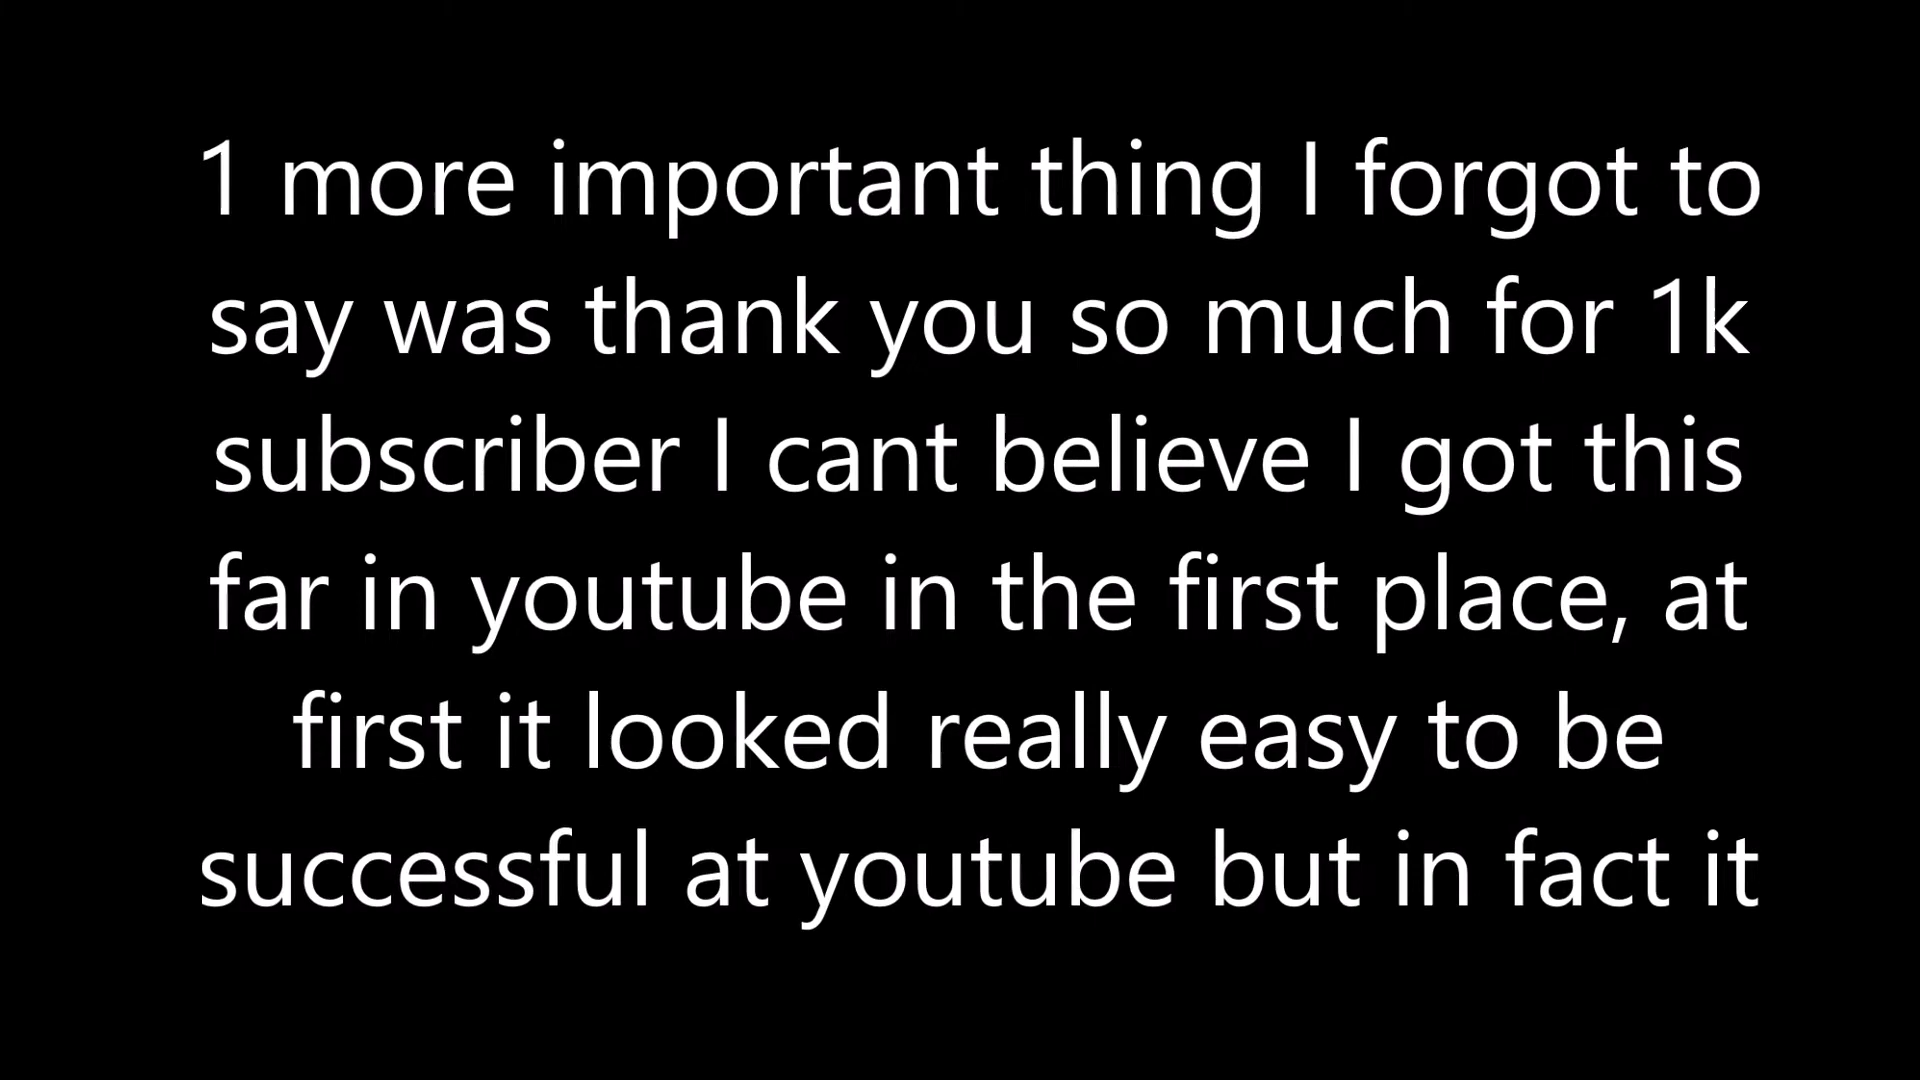 1 more important thing I forgot to
say was thank you so much for 1k
subscriber I cant believe I got this
far in youtube in the first place, at
first it looked really easy to be
successful at youtube but in fact it